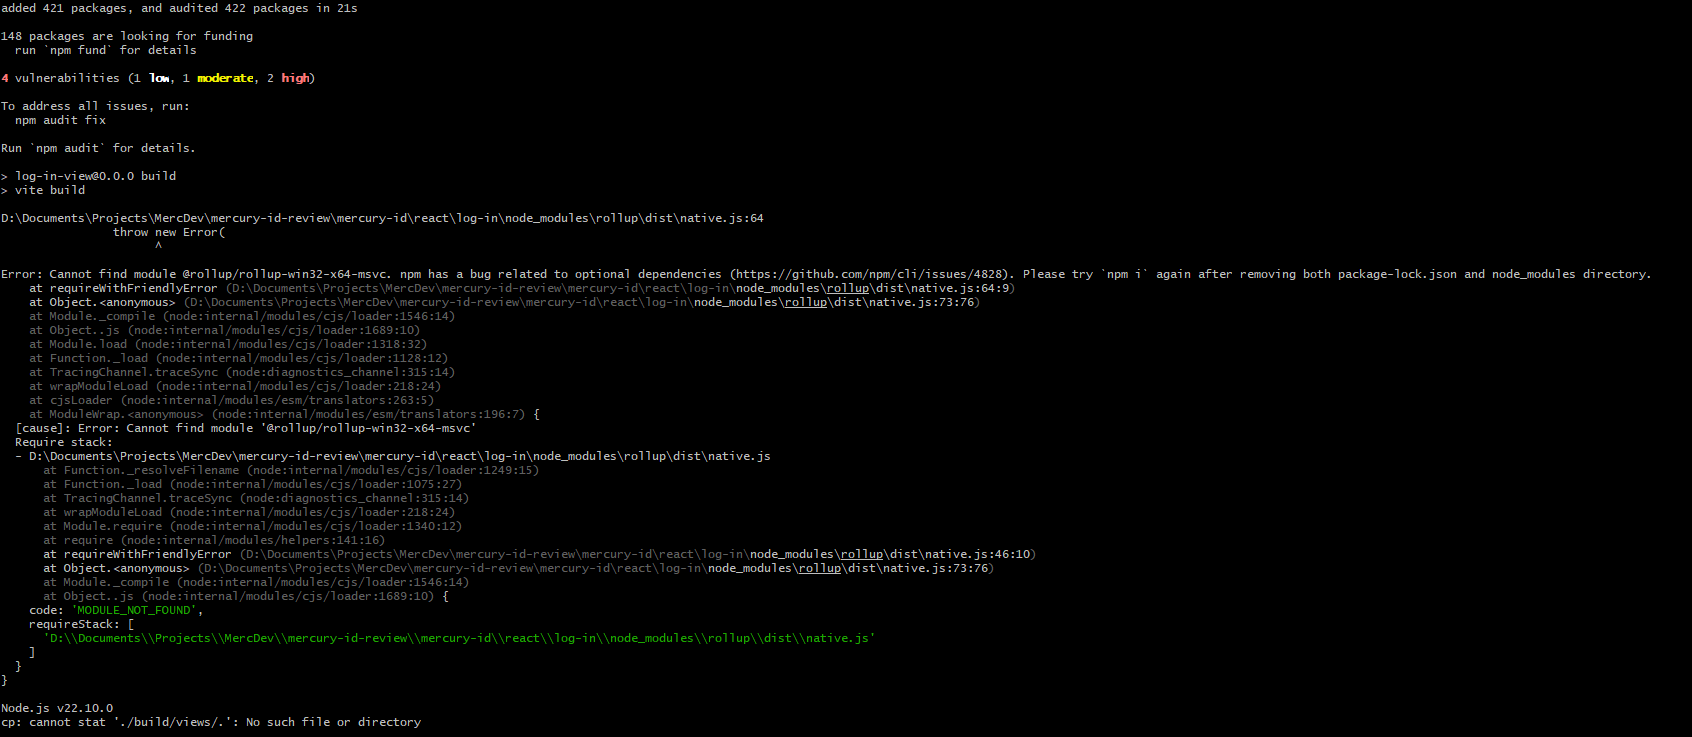 added 421 packages, and audited 422 packages in 21s
148 packages are looking for funding
  run `npm fund` for details
4 vulnerabilities (1 low, 1 moderate, 2 high)
To address all issues, run:
  npm audit fix
Run `npm audit` for details.
> log-in-view@0.0.0 build
> vite build
D:\Documents\Projects\MercDev\mercury-id-review\mercury-id\react\log-in\node_modules\rollup\dist\native.js:64
                throw new Error(
                      ^
Error: Cannot find module @rollup/rollup-win32-x64-msvc. npm has a bug related to optional dependencies (https://github.com/npm/cli/issues/4828). Please try `npm i` again after removing both package-lock.json and node_modules directory.
    at requireWithFriendlyError (D:\Documents\Projects\MercDev\mercury-id-review\mercury-id\react\log-in\node_modules\rollup\dist\native.js:64:9)
    at Object.<anonymous> (D:\Documents\Projects\MercDev\mercury-id-review\mercury-id\react\log-in\node_modules\rollup\dist\native.js:73:76)
    at Module._compile (node:internal/modules/cjs/loader:1546:14)
    at Object..js (node:internal/modules/cjs/loader:1689:10)
    at Module.load (node:internal/modules/cjs/loader:1318:32)
    at Function._load (node:internal/modules/cjs/loader:1128:12)
    at TracingChannel.traceSync (node:diagnostics_channel:315:14)
    at wrapModuleLoad (node:internal/modules/cjs/loader:218:24)
    at cjsLoader (node:internal/modules/esm/translators:263:5)
    at ModuleWrap.<anonymous> (node:internal/modules/esm/translators:196:7) {
  [cause]: Error: Cannot find module '@rollup/rollup-win32-x64-msvc'
  Require stack:
  - D:\Documents\Projects\MercDev\mercury-id-review\mercury-id\react\log-in\node_modules\rollup\dist\native.js
      at Function._resolveFilename (node:internal/modules/cjs/loader:1249:15)
      at Function._load (node:internal/modules/cjs/loader:1075:27)
      at TracingChannel.traceSync (node:diagnostics_channel:315:14)
      at wrapModuleLoad (node:internal/modules/cjs/loader:218:24)
      at Module.require (node:internal/modules/cjs/loader:1340:12)
      at require (node:internal/modules/helpers:141:16)
      at requireWithFriendlyError (D:\Documents\Projects\MercDev\mercury-id-review\mercury-id\react\log-in\node_modules\rollup\dist\native.js:46:10)
      at Object.<anonymous> (D:\Documents\Projects\MercDev\mercury-id-review\mercury-id\react\log-in\node_modules\rollup\dist\native.js:73:76)
      at Module._compile (node:internal/modules/cjs/loader:1546:14)
      at Object..js (node:internal/modules/cjs/loader:1689:10) {
    code: 'MODULE_NOT_FOUND',
    requireStack: [
      'D:\\Documents\\Projects\\MercDev\\mercury-id-review\\mercury-id\\react\\log-in\\node_modules\\rollup\\dist\\native.js'
    ]
  }
}
Node.js v22.10.0
cp: cannot stat './build/views/.': No such file or directory